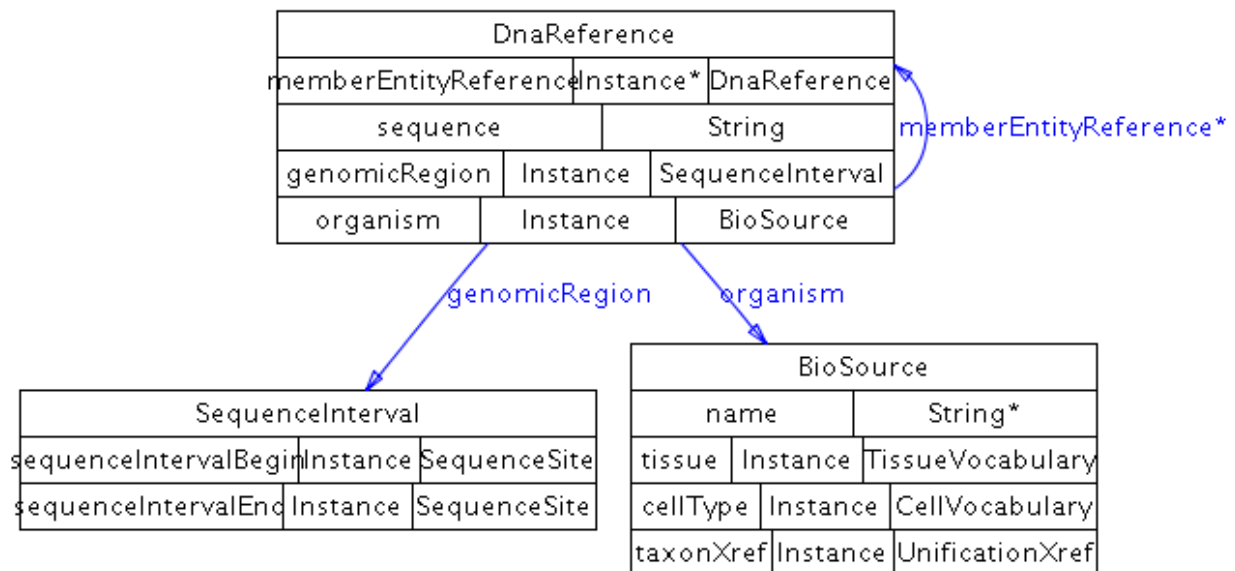 DnaReference
memberEntityReference Instance* DnaReference
sequence String
memberEntityReference*
genomicRegion Instance SequenceInterval
organism Instance BioSource
genomicRegion organism
BioSource
SequenceInterval
name String*
sequenceIntervalBegin Instance SequenceSite
tissue Instance TissueVocabulary
sequenceIntervalEnd Instance SequenceSite
cellType Instance CellVocabulary
taxonXref Instance UnificationXref